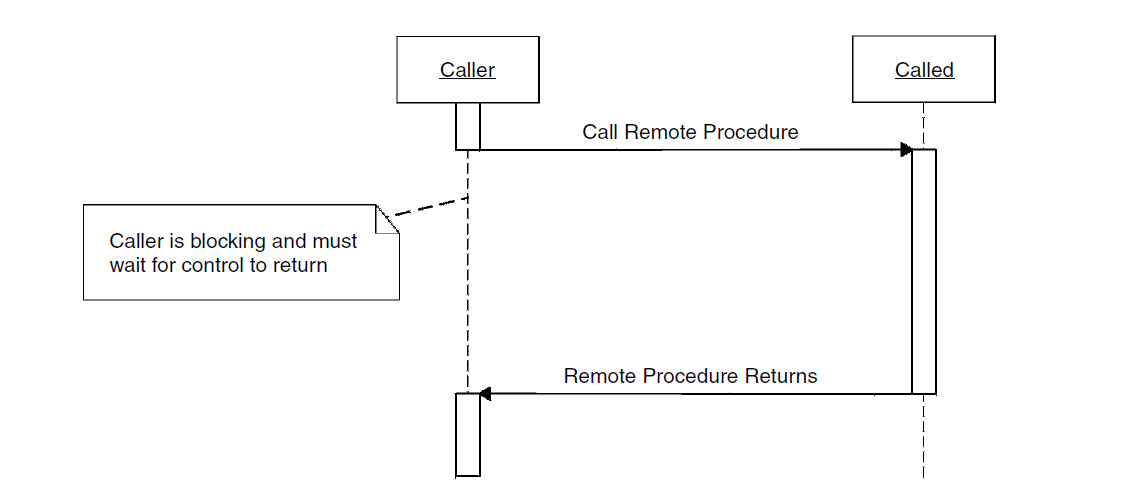 Caller
Called
Call Remote Procedure
Caller is blocking and must
wait for control to return
Remote Procedure Returns